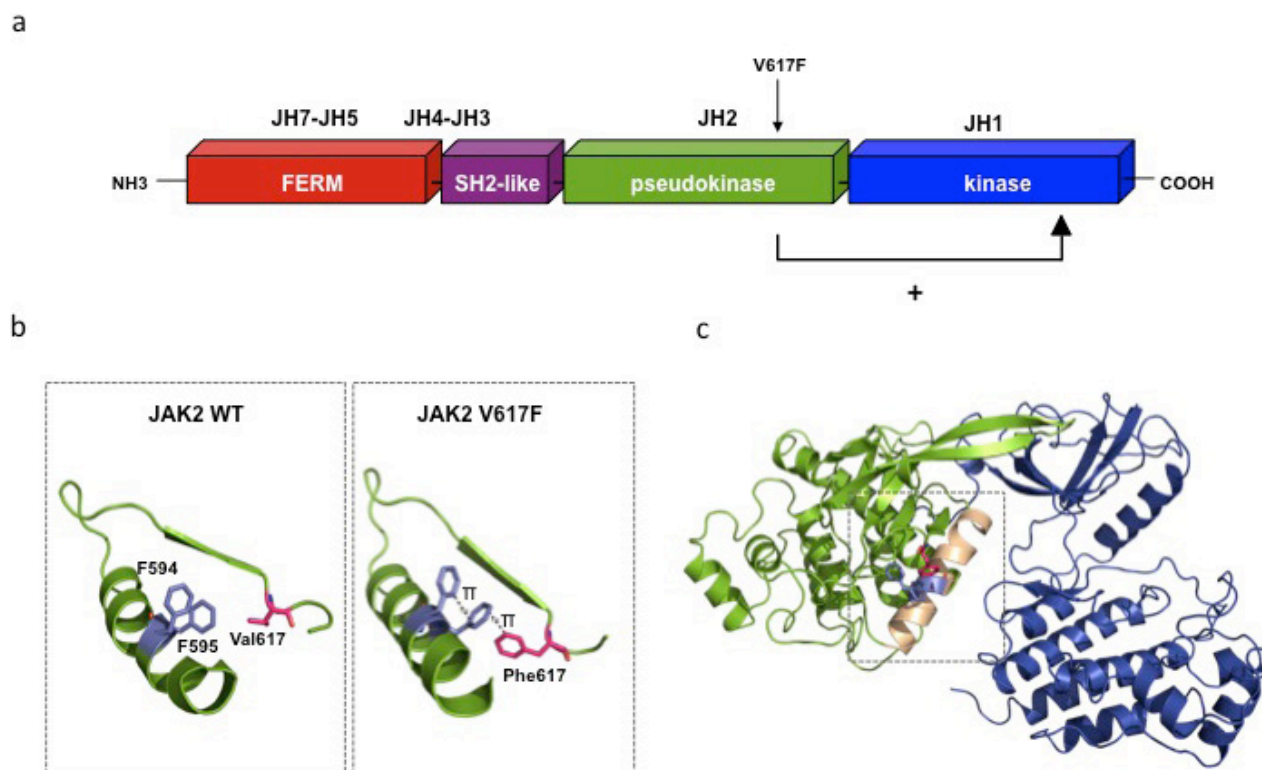 a
V617F
JH7-JH5 JH4-JH3 JH2 JH1
NH3 FERM SH2-like pseudokinase kinase COOH
+
b
c
JAK2 WT
JAK2 V617F
F594
F595
Val617
π
π
Phe617